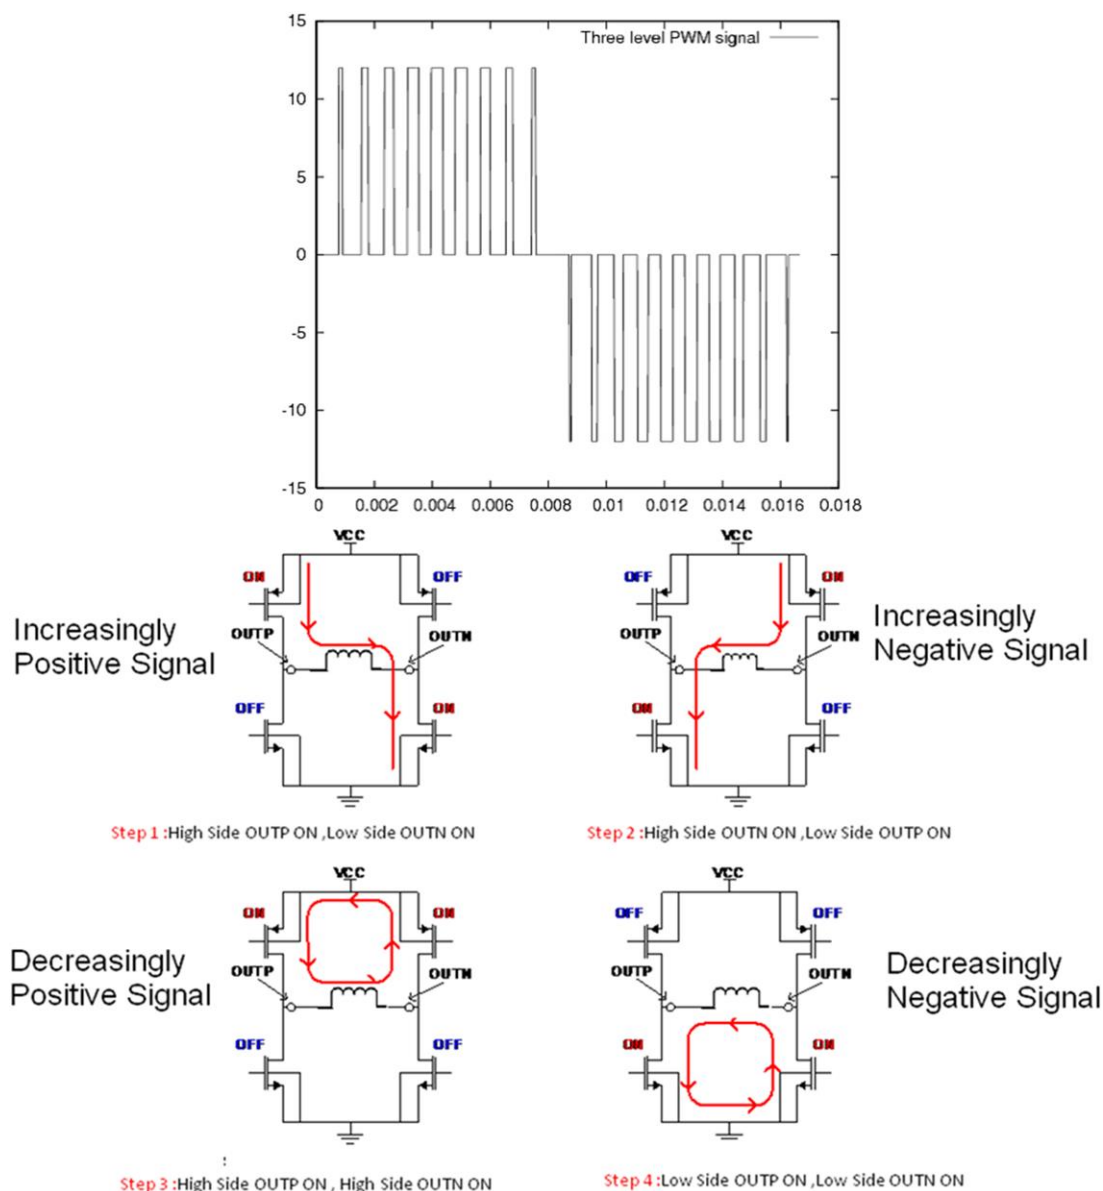 15
Three level PWM signal
10
5
0
-5
-10
-15
0 0.002 0.004 0.006 0.008 0.01 0.012 0.014 0.016 0.018
VCC
ON
OFF
OUTP
OUTN
OFF
ON
Increasingly
Positive Signal
VCC
OFF
ON
OUTP
OUTN
ON
OFF
Increasingly
Negative Signal
Step 1 :High Side OUTP ON ,Low Side OUTN ON
Step 2 :High Side OUTN ON ,Low Side OUTP ON
VCC
ON
ON
OUTP
OUTN
OFF
OFF
Decreasingly
Positive Signal
VCC
OFF
OFF
OUTP
OUTN
ON
ON
Decreasingly
Negative Signal
:
Step 3 :High Side OUTP ON , High Side OUTN ON
Step 4 :Low Side OUTP ON ,Low Side OUTN ON